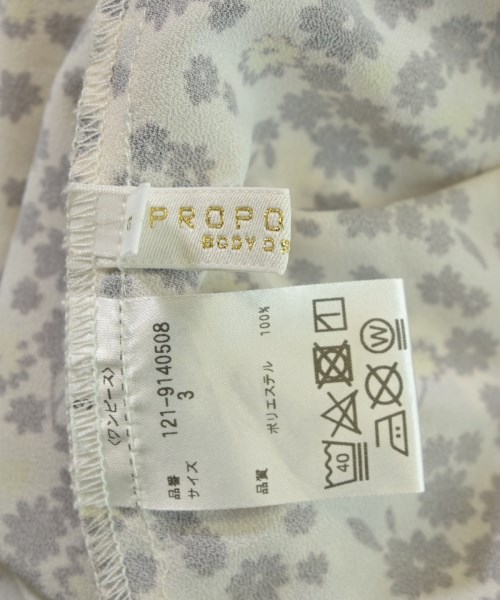 PROPO
BODY D
〈ワンピース〉
品番 121-9140508
サイズ 3
品質 ポリエステル 100%
40
W